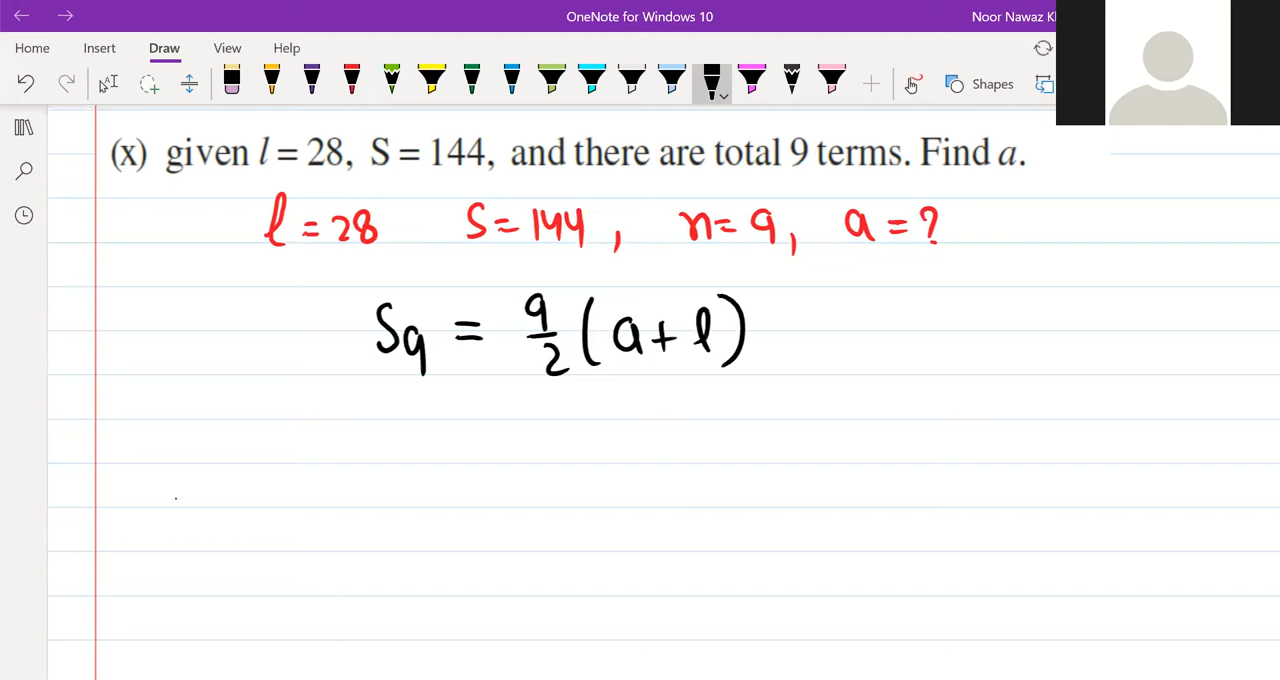 OneNote for Windows 10
Noor Nawaz Kh
Home Insert Draw View Help
Shapes
(x) given l = 28, S = 144, and there are total 9 terms. Find a.
l = 28 S = 144 , n = 9 , a = ?
S9 = 9/2 ( a + l )